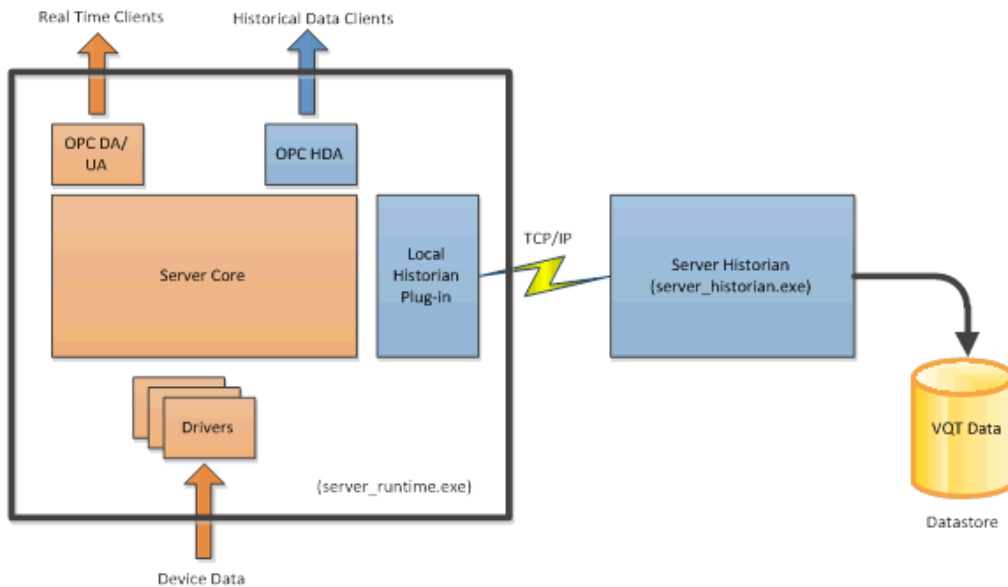 Real Time Clients
Historical Data Clients
OPC DA/
UA
OPC HDA
Server Core
Local
Historian
Plug-in
TCP/IP
Server Historian
(server_historian.exe)
Drivers
VQT Data
(server_runtime.exe)
Datastore
Device Data